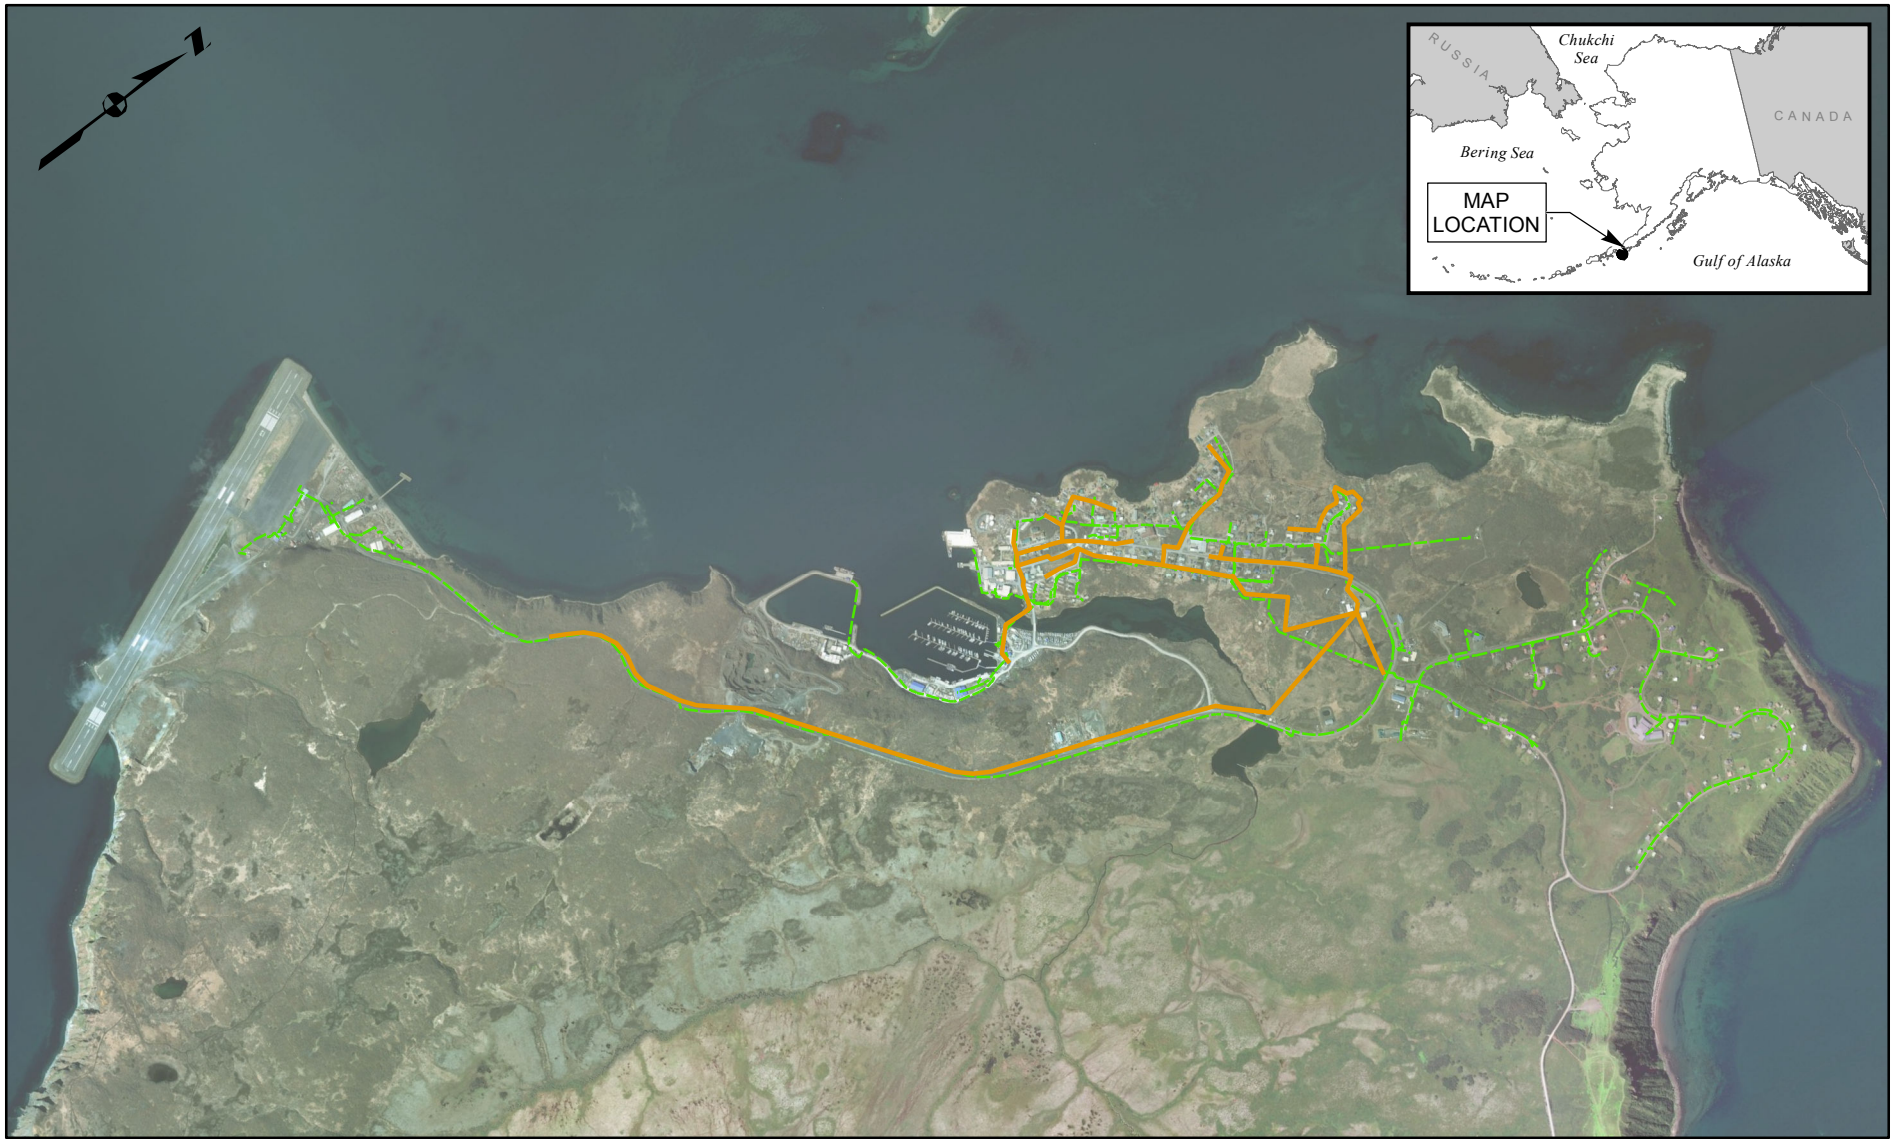 RUSSIA
Chukchi
Sea
CANADA
Bering Sea
MAP
LOCATION
Gulf of Alaska